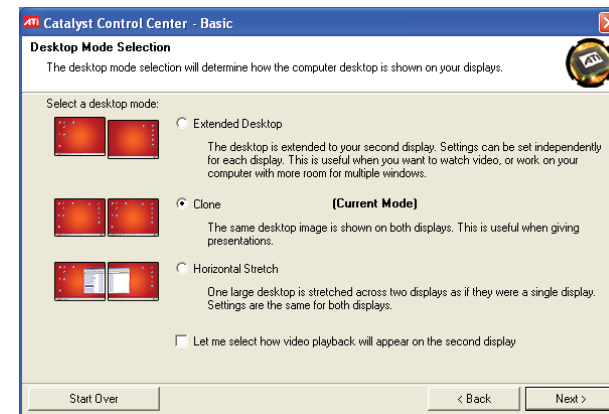 ATI Catalyst Control Center - Basic
Desktop Mode Selection
The desktop mode selection will determine how the computer desktop is shown on your displays.
ATI
Select a desktop mode:
Extended Desktop
The desktop is extended to your second display. Settings can be set independently
for each display. This is useful when you want to watch video, or work on your
computer with more room for multiple windows.
Clone (Current Mode)
The same desktop image is shown on both displays. This is useful when giving
presentations.
Horizontal Stretch
One large desktop is stretched across two displays as if they were a single display.
Settings are the same for both displays.
Let me select how video playback will appear on the second display
Start Over < Back Next >